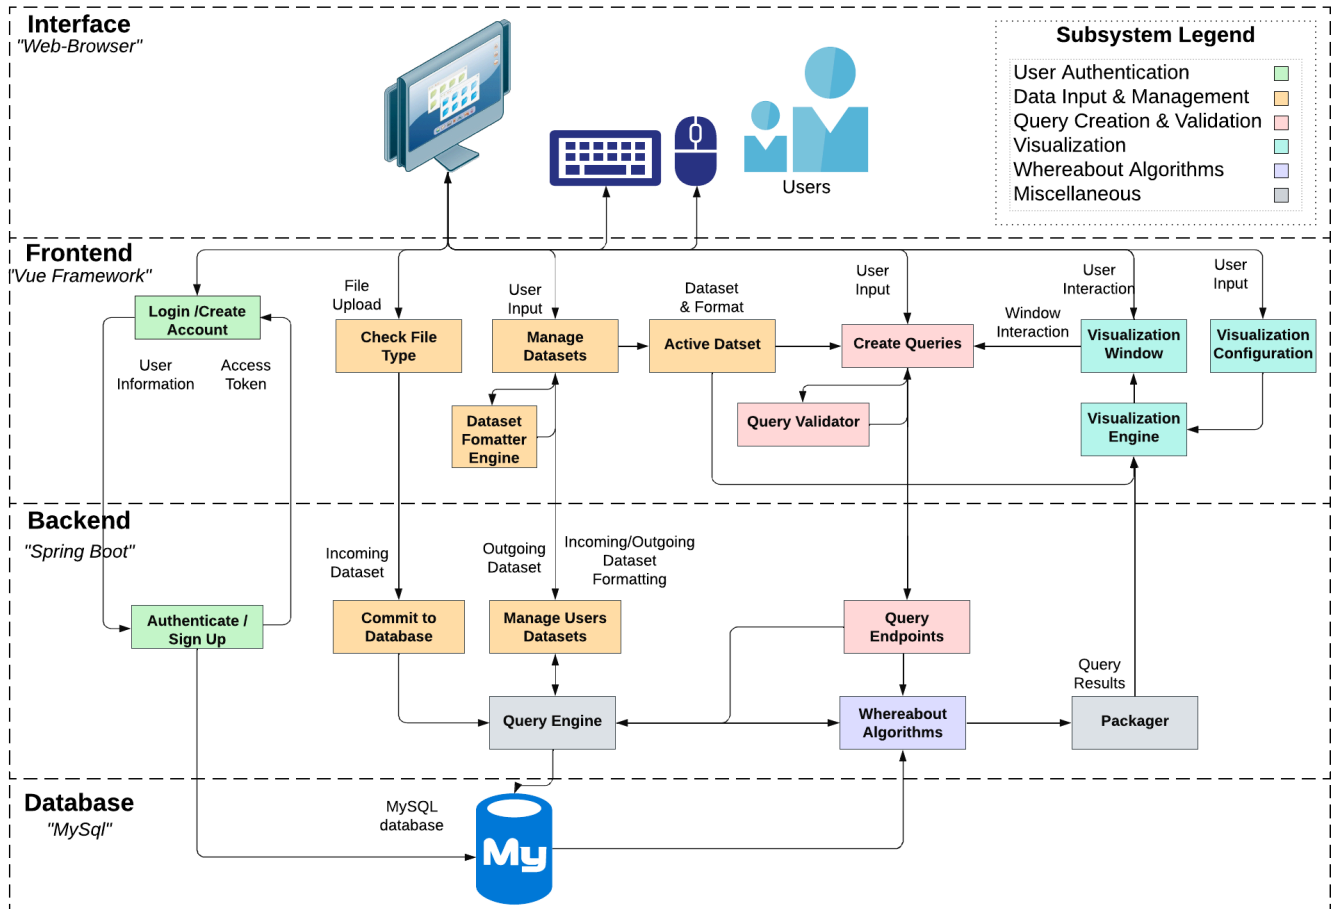 Interface
"Web-Browser"
Users
Subsystem Legend
User Authentication
Data Input & Management
Query Creation & Validation
Visualization
Whereabout Algorithms
Miscellaneous
Frontend
"Vue Framework"
Login /Create
Account
User
Information
Access
Token
File
Upload
Check File
Type
User
Input
Manage
Datasets
Dataset
Fomatter
Engine
Dataset
& Format
Active Datset
User
Input
Create Queries
Query Validator
Window
Interaction
User
Interaction
Visualization
Window
Visualization
Engine
User
Input
Visualization
Configuration
Backend
"Spring Boot"
Authenticate /
Sign Up
Incoming
Dataset
Commit to
Database
Outgoing
Dataset
Incoming/Outgoing
Dataset
Formatting
Manage Users
Datasets
Query Engine
Query
Endpoints
Whereabout
Algorithms
Query
Results
Packager
Database
"MySql"
MySQL
database
My